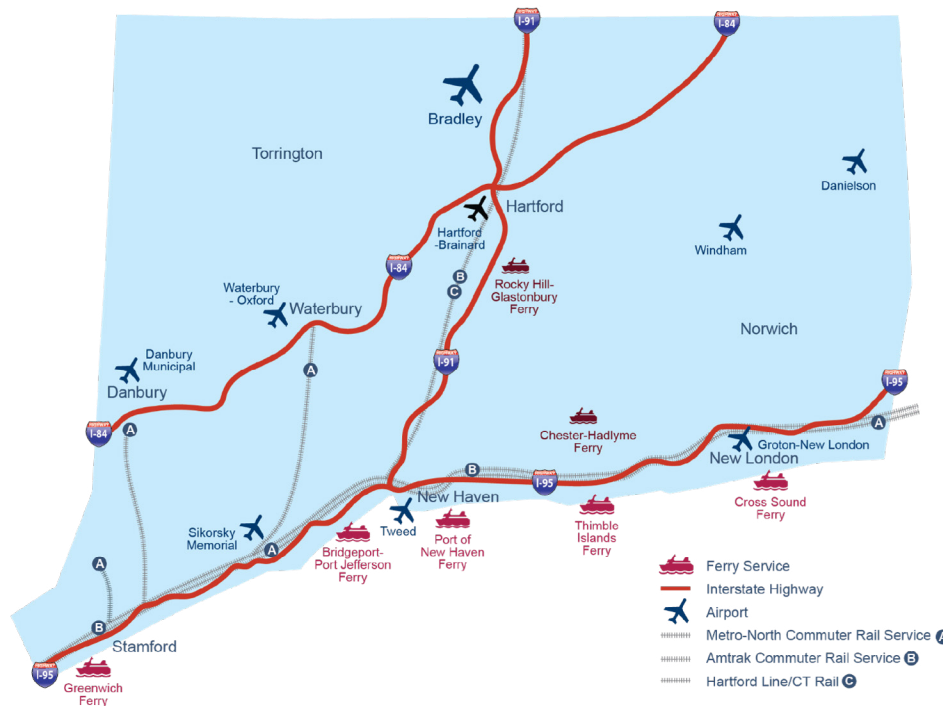 I-91
I-84
Bradley
Torrington
Danielson
Hartford
Hartford
-Brainard
Windham
I-84
B
C
Rocky Hill-
Glastonbury
Ferry
Waterbury
- Oxford
Waterbury
Norwich
Danbury
Municipal
Danbury
A
I-91
I-95
A
I-84
Chester-Hadlyme
Ferry
A
Groton-New London
New London
B
I-95
New Haven
Cross Sound
Ferry
Sikorsky
Memorial
Tweed
Port of
New Haven
Ferry
Thimble
Islands
Ferry
A
Bridgeport-
Port Jefferson
Ferry
A
B
Stamford
I-95
Greenwich
Ferry
Ferry Service
Interstate Highway
Airport
Metro-North Commuter Rail Service A
Amtrak Commuter Rail Service B
Hartford Line/CT Rail C